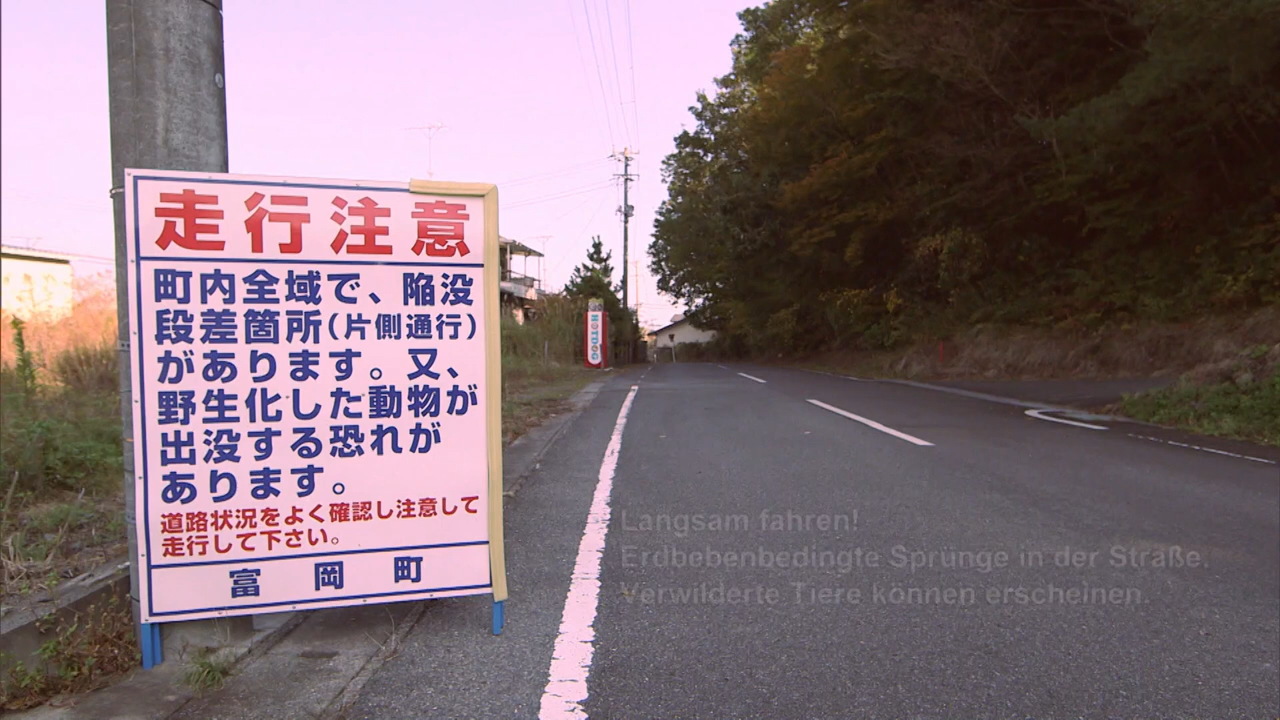 走行注意
町内全域で、陥没
段差箇所(片側通行)
があります。又、
野生化した動物が
出没する恐れが
あります。
道路状況をよく確認し注意して
走行して下さい。
富岡町
HOTDOG
Langsam fahren!
Erdbebenbedingte Sprünge in der Straße.
Verwilderte Tiere können erscheinen.